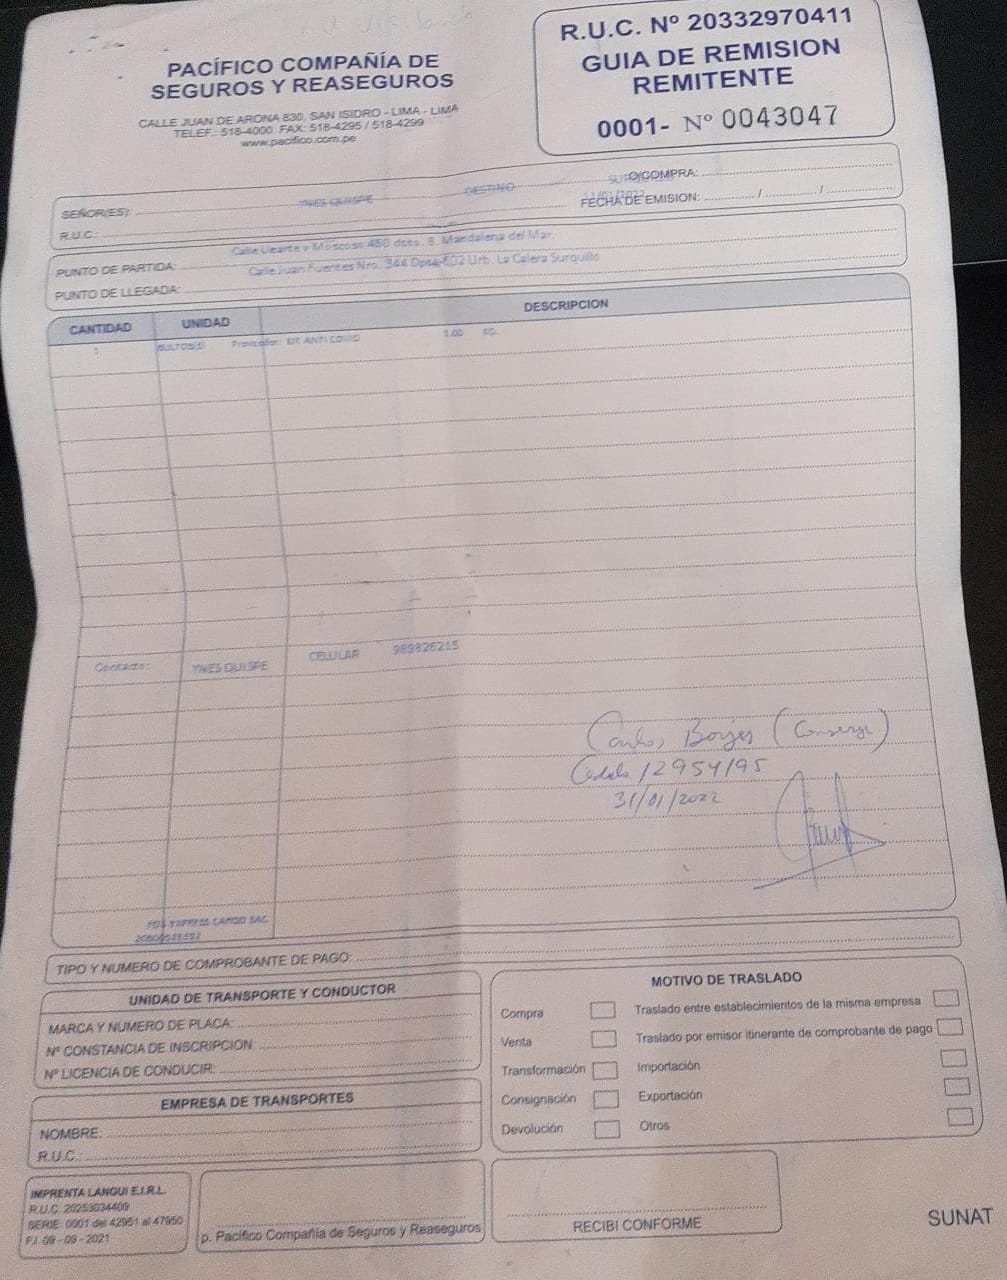 PACÍFICO COMPAÑÍA DE
SEGUROS Y REASEGUROS
CALLE JUAN DE ARONA 830, SAN ISIDRO - LIMA - LIMA
TELEF.: 518-4000 FAX: 518-4295 / 518-4299
www.pacifico.com.pe
R.U.C. Nº 20332970411
GUIA DE REMISION
REMITENTE
0001- Nº 0043047
SEÑOR(ES): YNES QUISPE DESTINO
O/COMPRA:
R.U.C.:
FECHA DE EMISION: / /
PUNTO DE PARTIDA: Calle Ugarte y Moscoso 450 dpto. 8, Magdalena del Mar
PUNTO DE LLEGADA: Calle Juan Fuentes Nro. 344 Dpto-602 Urb. La Calera Surquillo
CANTIDAD UNIDAD DESCRIPCION
1 BULTO(S) Proveedor: KIT ANTI COVID 1.00 KG
Contacto: YNES QUISPE CELULAR 989826215
Carlos Borjes (Conserje)
Cedula 12954195
31/01/2022
EXPRESS CARGO SAC
TIPO Y NUMERO DE COMPROBANTE DE PAGO:
UNIDAD DE TRANSPORTE Y CONDUCTOR
MARCA Y NUMERO DE PLACA:
Nº CONSTANCIA DE INSCRIPCION:
Nº LICENCIA DE CONDUCIR:
EMPRESA DE TRANSPORTES
NOMBRE:
R.U.C.:
MOTIVO DE TRASLADO
Compra
Traslado entre establecimientos de la misma empresa
Venta
Traslado por emisor itinerante de comprobante de pago
Transformación
Importación
Consignación
Exportación
Devolución
Otros
IMPRENTA LANGUI E.I.R.L.
R.U.C. 20253034409
SERIE: 0001 del 42951 al 47950
F.I. 09 - 09 - 2021
p. Pacífico Compañía de Seguros y Reaseguros
RECIBI CONFORME
SUNAT